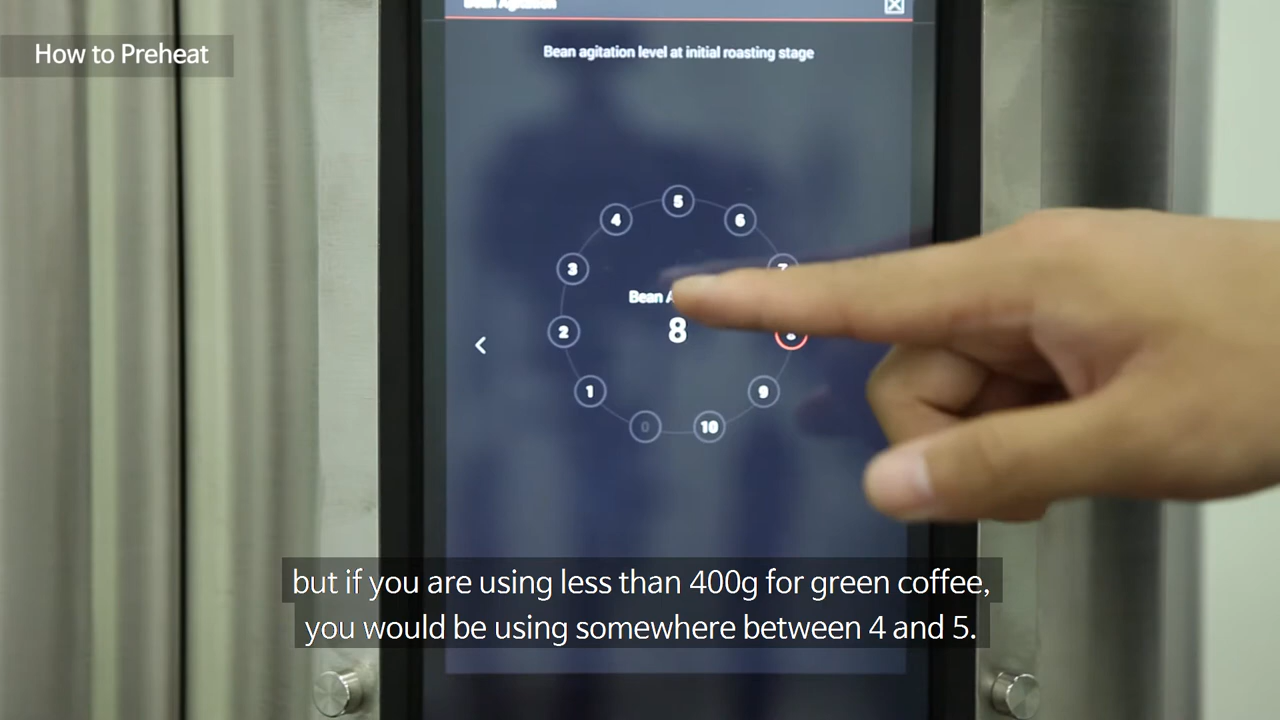 Bean Agitation
How to Preheat
Bean agitation level at initial roasting stage
5
4
6
3
7
Bean A
8
2
8
1
9
0
10
but if you are using less than 400g for green coffee,
you would be using somewhere between 4 and 5.